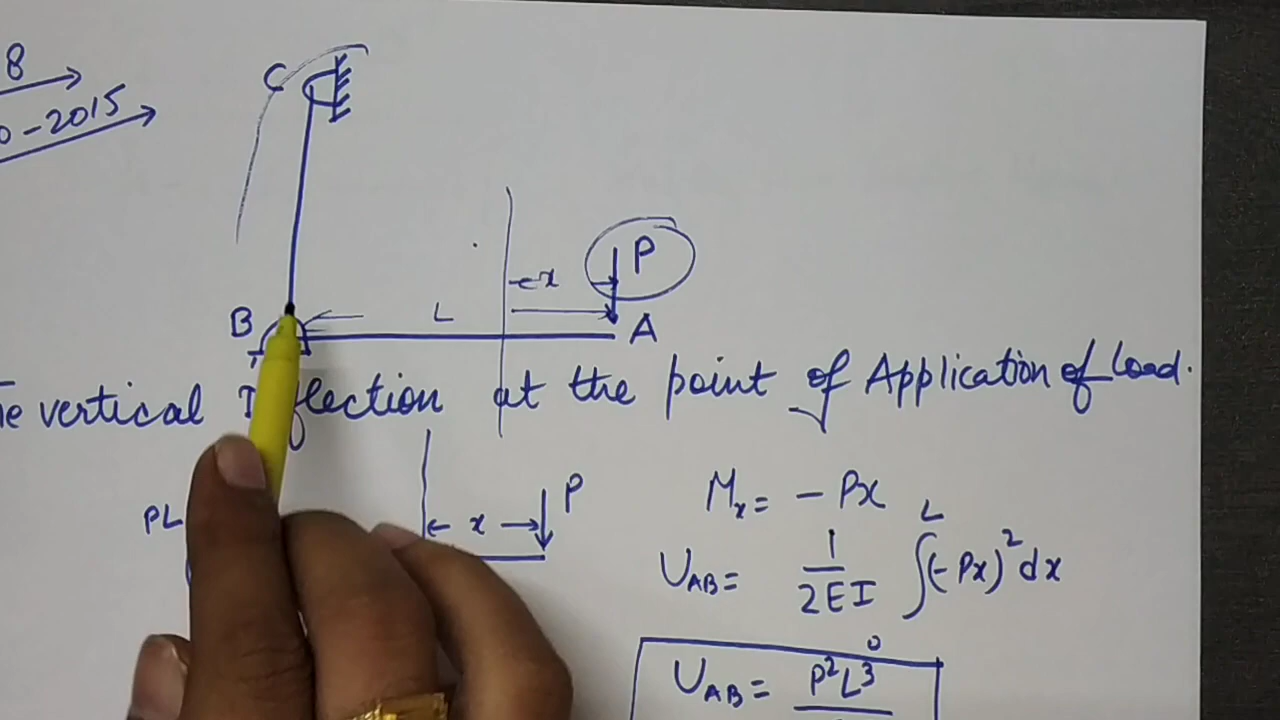 8
0-2015
C
P
x
B
L
A
vertical at the point of Application of Load.
PL
x
P
Mx = - Px
UAB = 1/2EI ∫₀ᴸ (- Px)² dx
UAB = P²L³